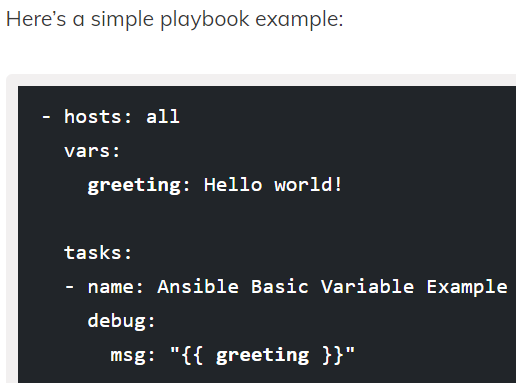 Here’s a simple playbook example:
- hosts: all
  vars:
    greeting: Hello world!
  tasks:
  - name: Ansible Basic Variable Example
    debug:
      msg: "{{ greeting }}"